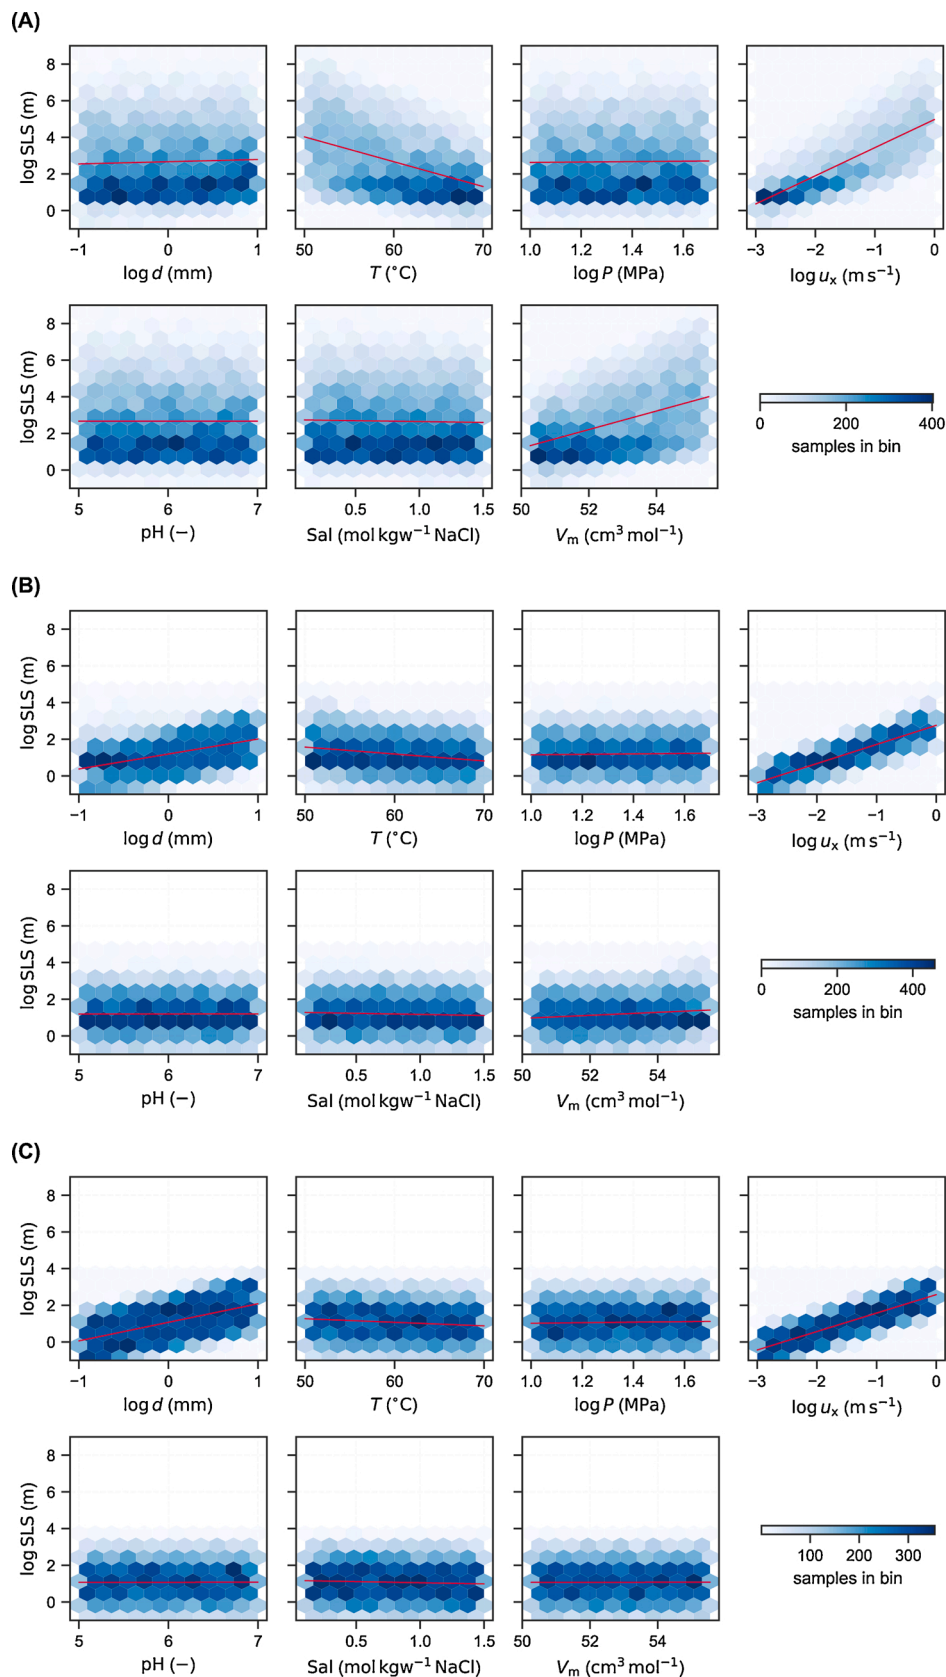 (A)
8
6
4
2
0
log SLS (m)
−1 0 1
log d (mm)
50 60 70
T (°C)
1.0 1.2 1.4 1.6
log P (MPa)
−3 −2 −1 0
log uₓ (m s⁻¹)
8
6
4
2
0
log SLS (m)
5 6 7
pH (−)
0.5 1.0 1.5
Sal (mol kgw⁻¹ NaCl)
50 52 54
Vₘ (cm³ mol⁻¹)
0 200 400
samples in bin
(B)
8
6
4
2
0
log SLS (m)
−1 0 1
log d (mm)
50 60 70
T (°C)
1.0 1.2 1.4 1.6
log P (MPa)
−3 −2 −1 0
log uₓ (m s⁻¹)
8
6
4
2
0
log SLS (m)
5 6 7
pH (−)
0.5 1.0 1.5
Sal (mol kgw⁻¹ NaCl)
50 52 54
Vₘ (cm³ mol⁻¹)
0 200 400
samples in bin
(C)
8
6
4
2
0
log SLS (m)
−1 0 1
log d (mm)
50 60 70
T (°C)
1.0 1.2 1.4 1.6
log P (MPa)
−3 −2 −1 0
log uₓ (m s⁻¹)
8
6
4
2
0
log SLS (m)
5 6 7
pH (−)
0.5 1.0 1.5
Sal (mol kgw⁻¹ NaCl)
50 52 54
Vₘ (cm³ mol⁻¹)
100 200 300
samples in bin